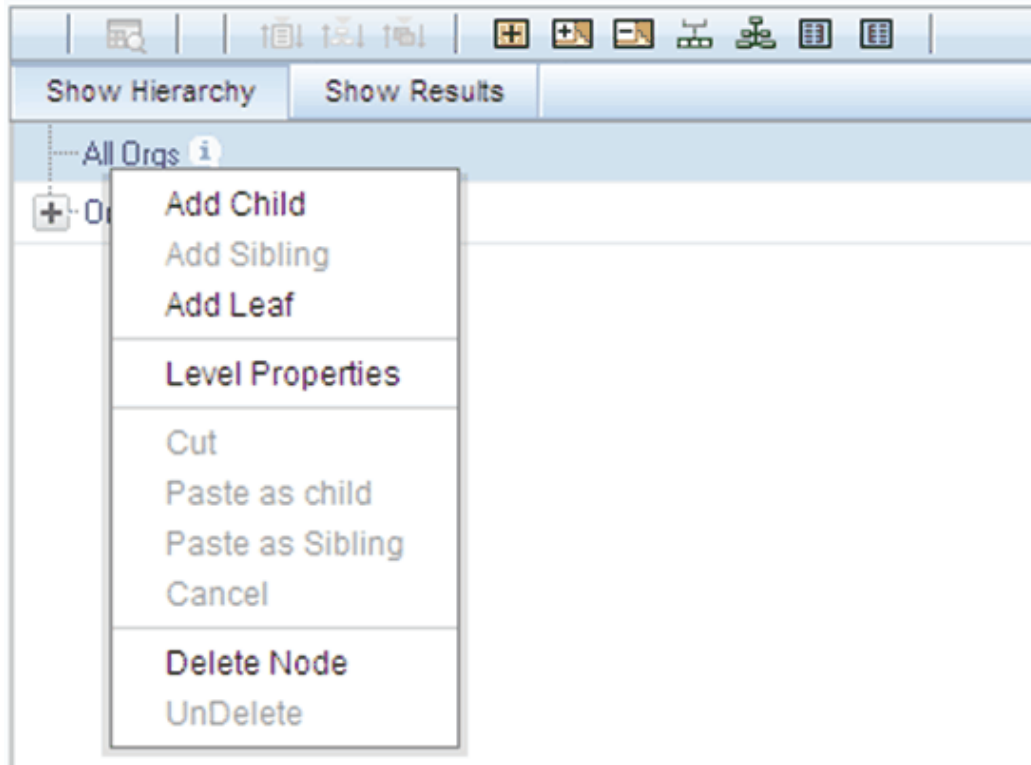 Show Hierarchy Show Results
All Orgs
Add Child
Add Sibling
Add Leaf
Level Properties
Cut
Paste as child
Paste as Sibling
Cancel
Delete Node
UnDelete